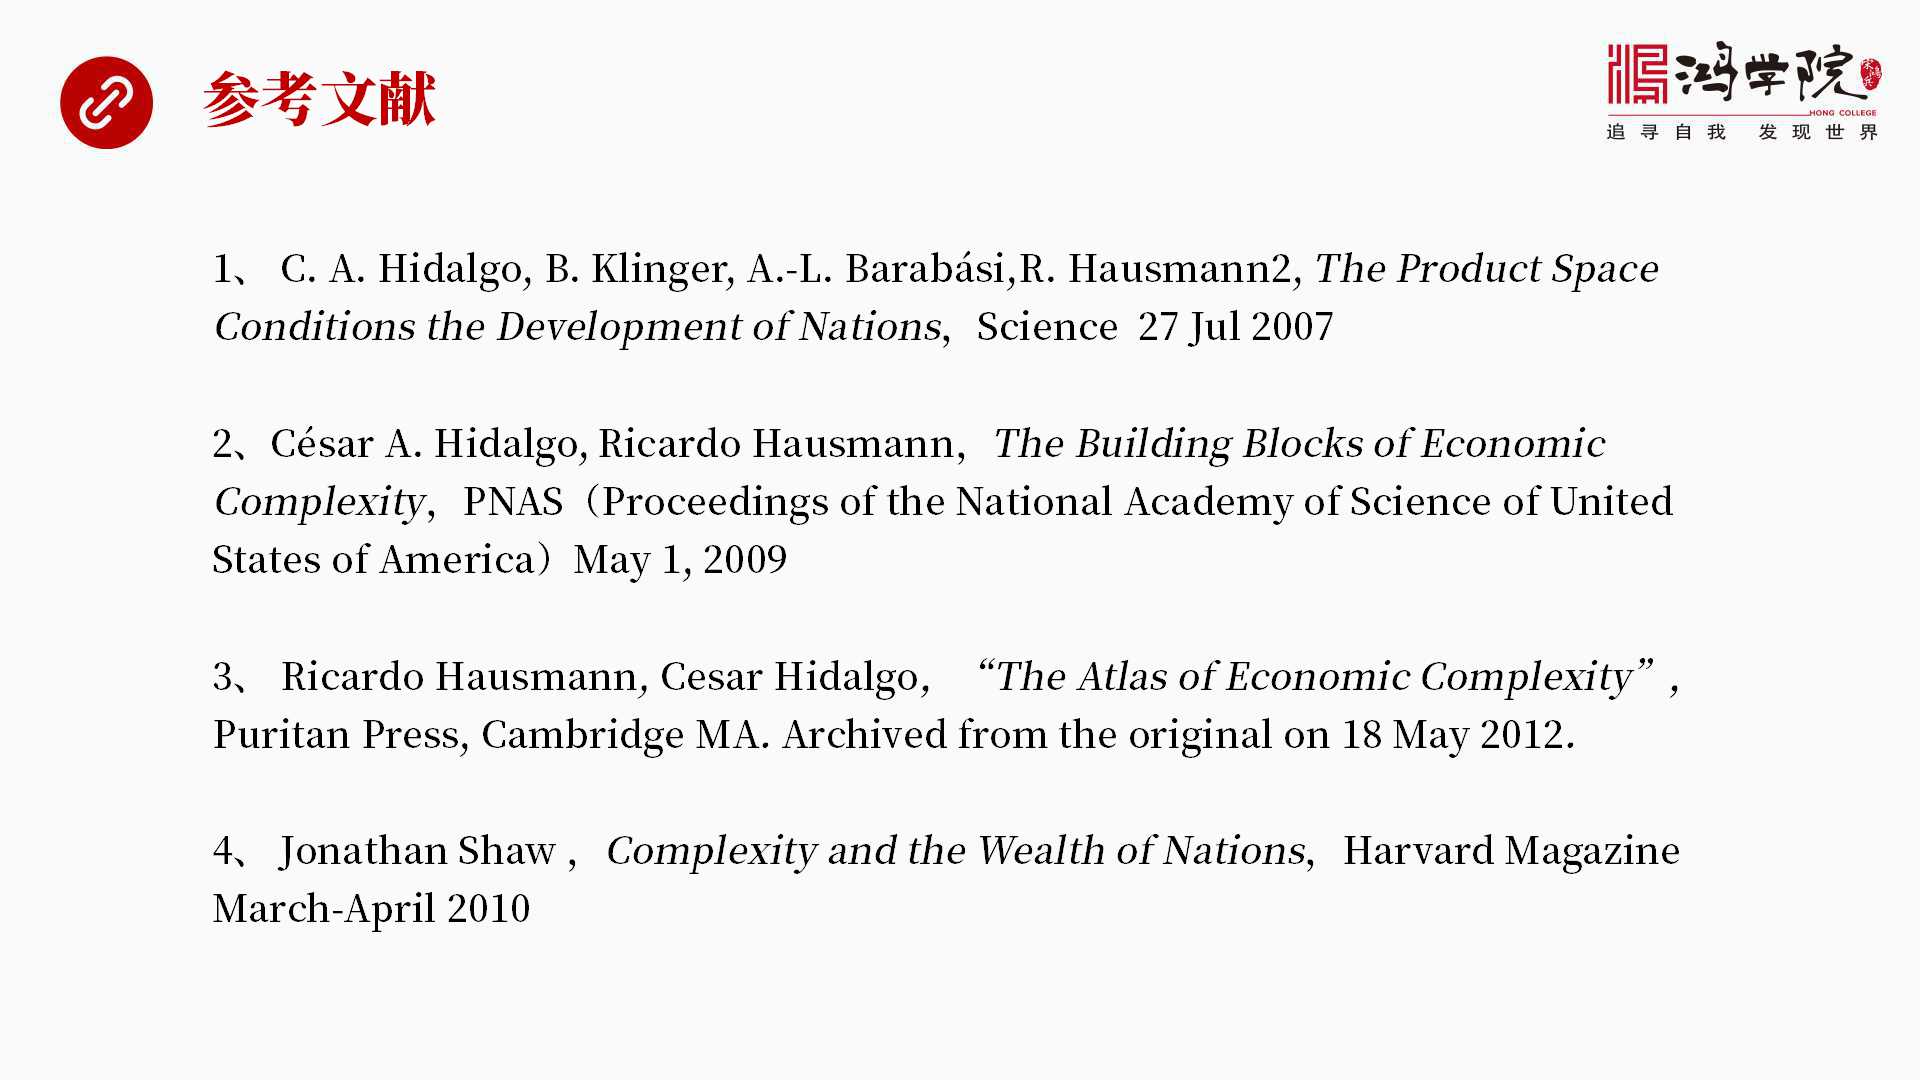 参考文献
鸿学院
宋鸿兵
HONG COLLEGE
追寻自我 发现世界
1、 C. A. Hidalgo, B. Klinger, A.-L. Barabási,R. Hausmann2, The Product Space
Conditions the Development of Nations，Science 27 Jul 2007
2、César A. Hidalgo, Ricardo Hausmann，The Building Blocks of Economic
Complexity，PNAS（Proceedings of the National Academy of Science of United
States of America）May 1, 2009
3、 Ricardo Hausmann, Cesar Hidalgo，“The Atlas of Economic Complexity”，
Puritan Press, Cambridge MA. Archived from the original on 18 May 2012.
4、 Jonathan Shaw ，Complexity and the Wealth of Nations，Harvard Magazine
March-April 2010